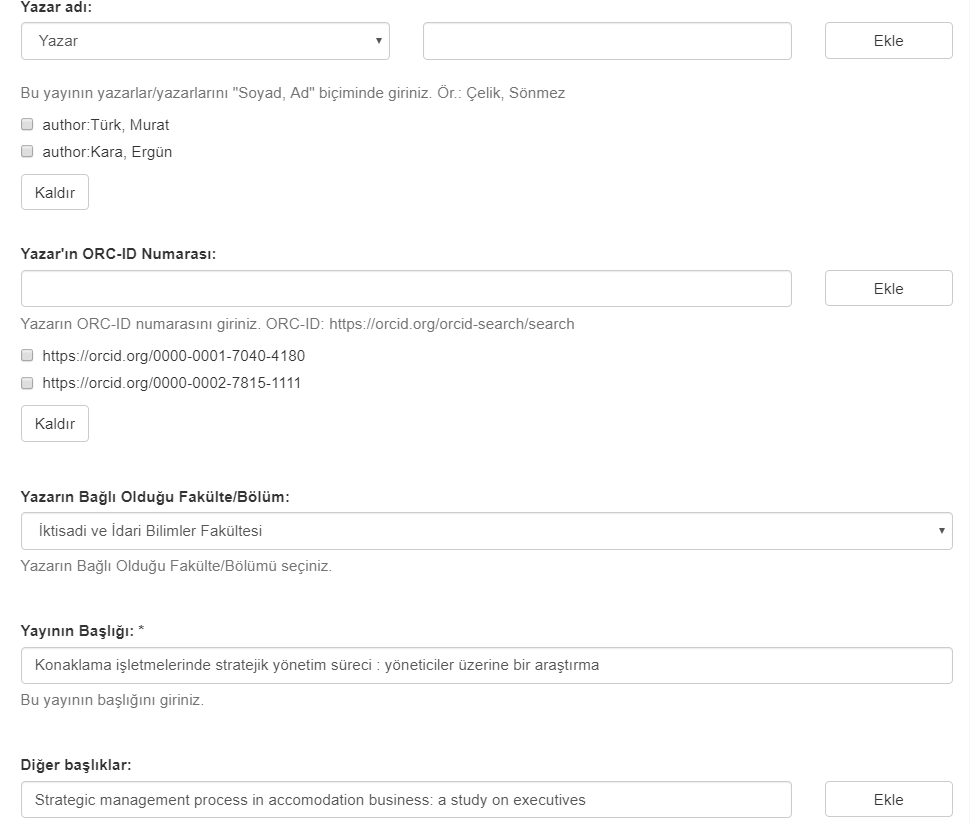 Yazar adı:
Yazar
Ekle
Bu yayının yazarlar/yazarlarını "Soyad, Ad" biçiminde giriniz. Ör.: Çelik, Sönmez
author:Türk, Murat
author:Kara, Ergün
Kaldır
Yazar'ın ORC-ID Numarası:
Ekle
Yazarın ORC-ID numarasını giriniz. ORC-ID: https://orcid.org/orcid-search/search
https://orcid.org/0000-0001-7040-4180
https://orcid.org/0000-0002-7815-1111
Kaldır
Yazarın Bağlı Olduğu Fakülte/Bölüm:
İktisadi ve İdari Bilimler Fakültesi
Yazarın Bağlı Olduğu Fakülte/Bölümü seçiniz.
Yayının Başlığı: *
Konaklama işletmelerinde stratejik yönetim süreci : yöneticiler üzerine bir araştırma
Bu yayının başlığını giriniz.
Diğer başlıklar:
Strategic management process in accomodation business: a study on executives
Ekle